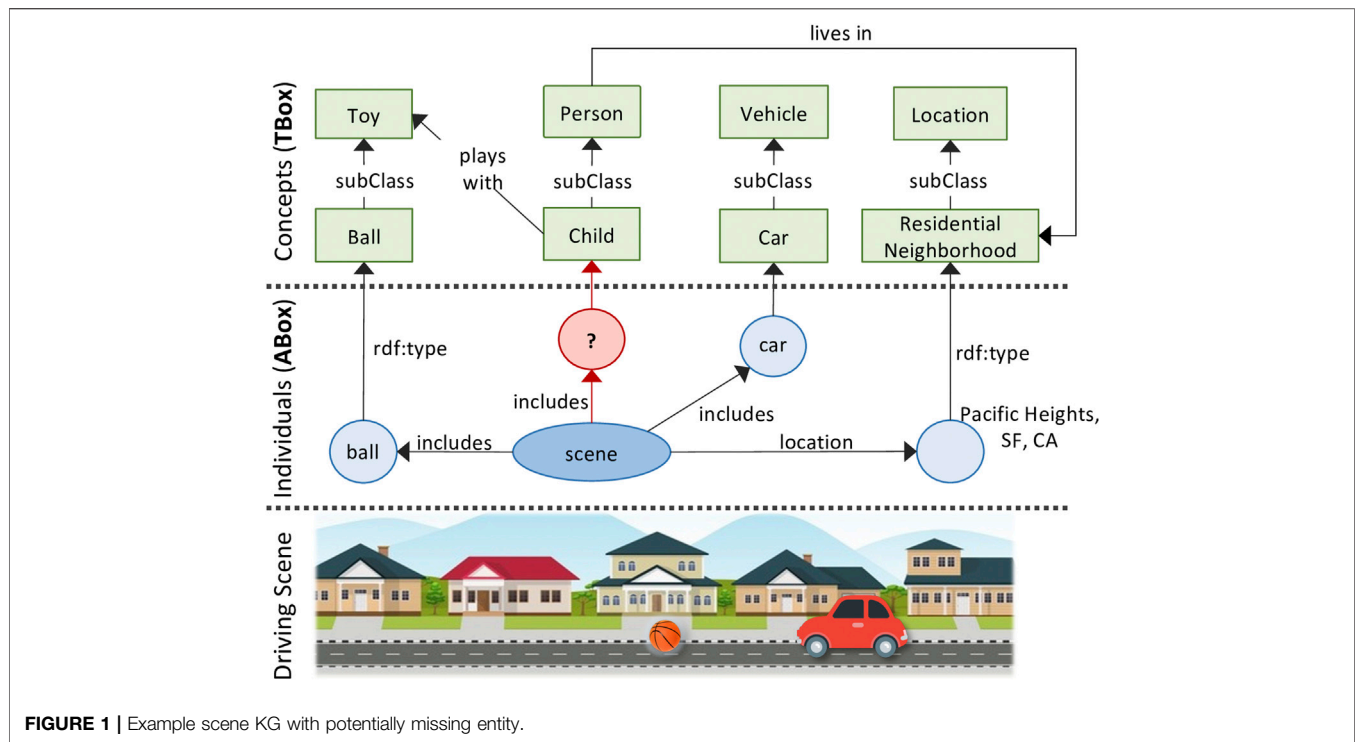 lives in
Concepts (TBox)
Toy
Person
Vehicle
Location
plays
with
subClass
subClass
subClass
subClass
Ball
Child
Car
Residential
Neighborhood
Individuals (ABox)
?
car
rdf:type
rdf:type
includes
includes
Pacific Heights,
SF, CA
ball
includes
scene
location
Driving Scene
FIGURE 1 | Example scene KG with potentially missing entity.